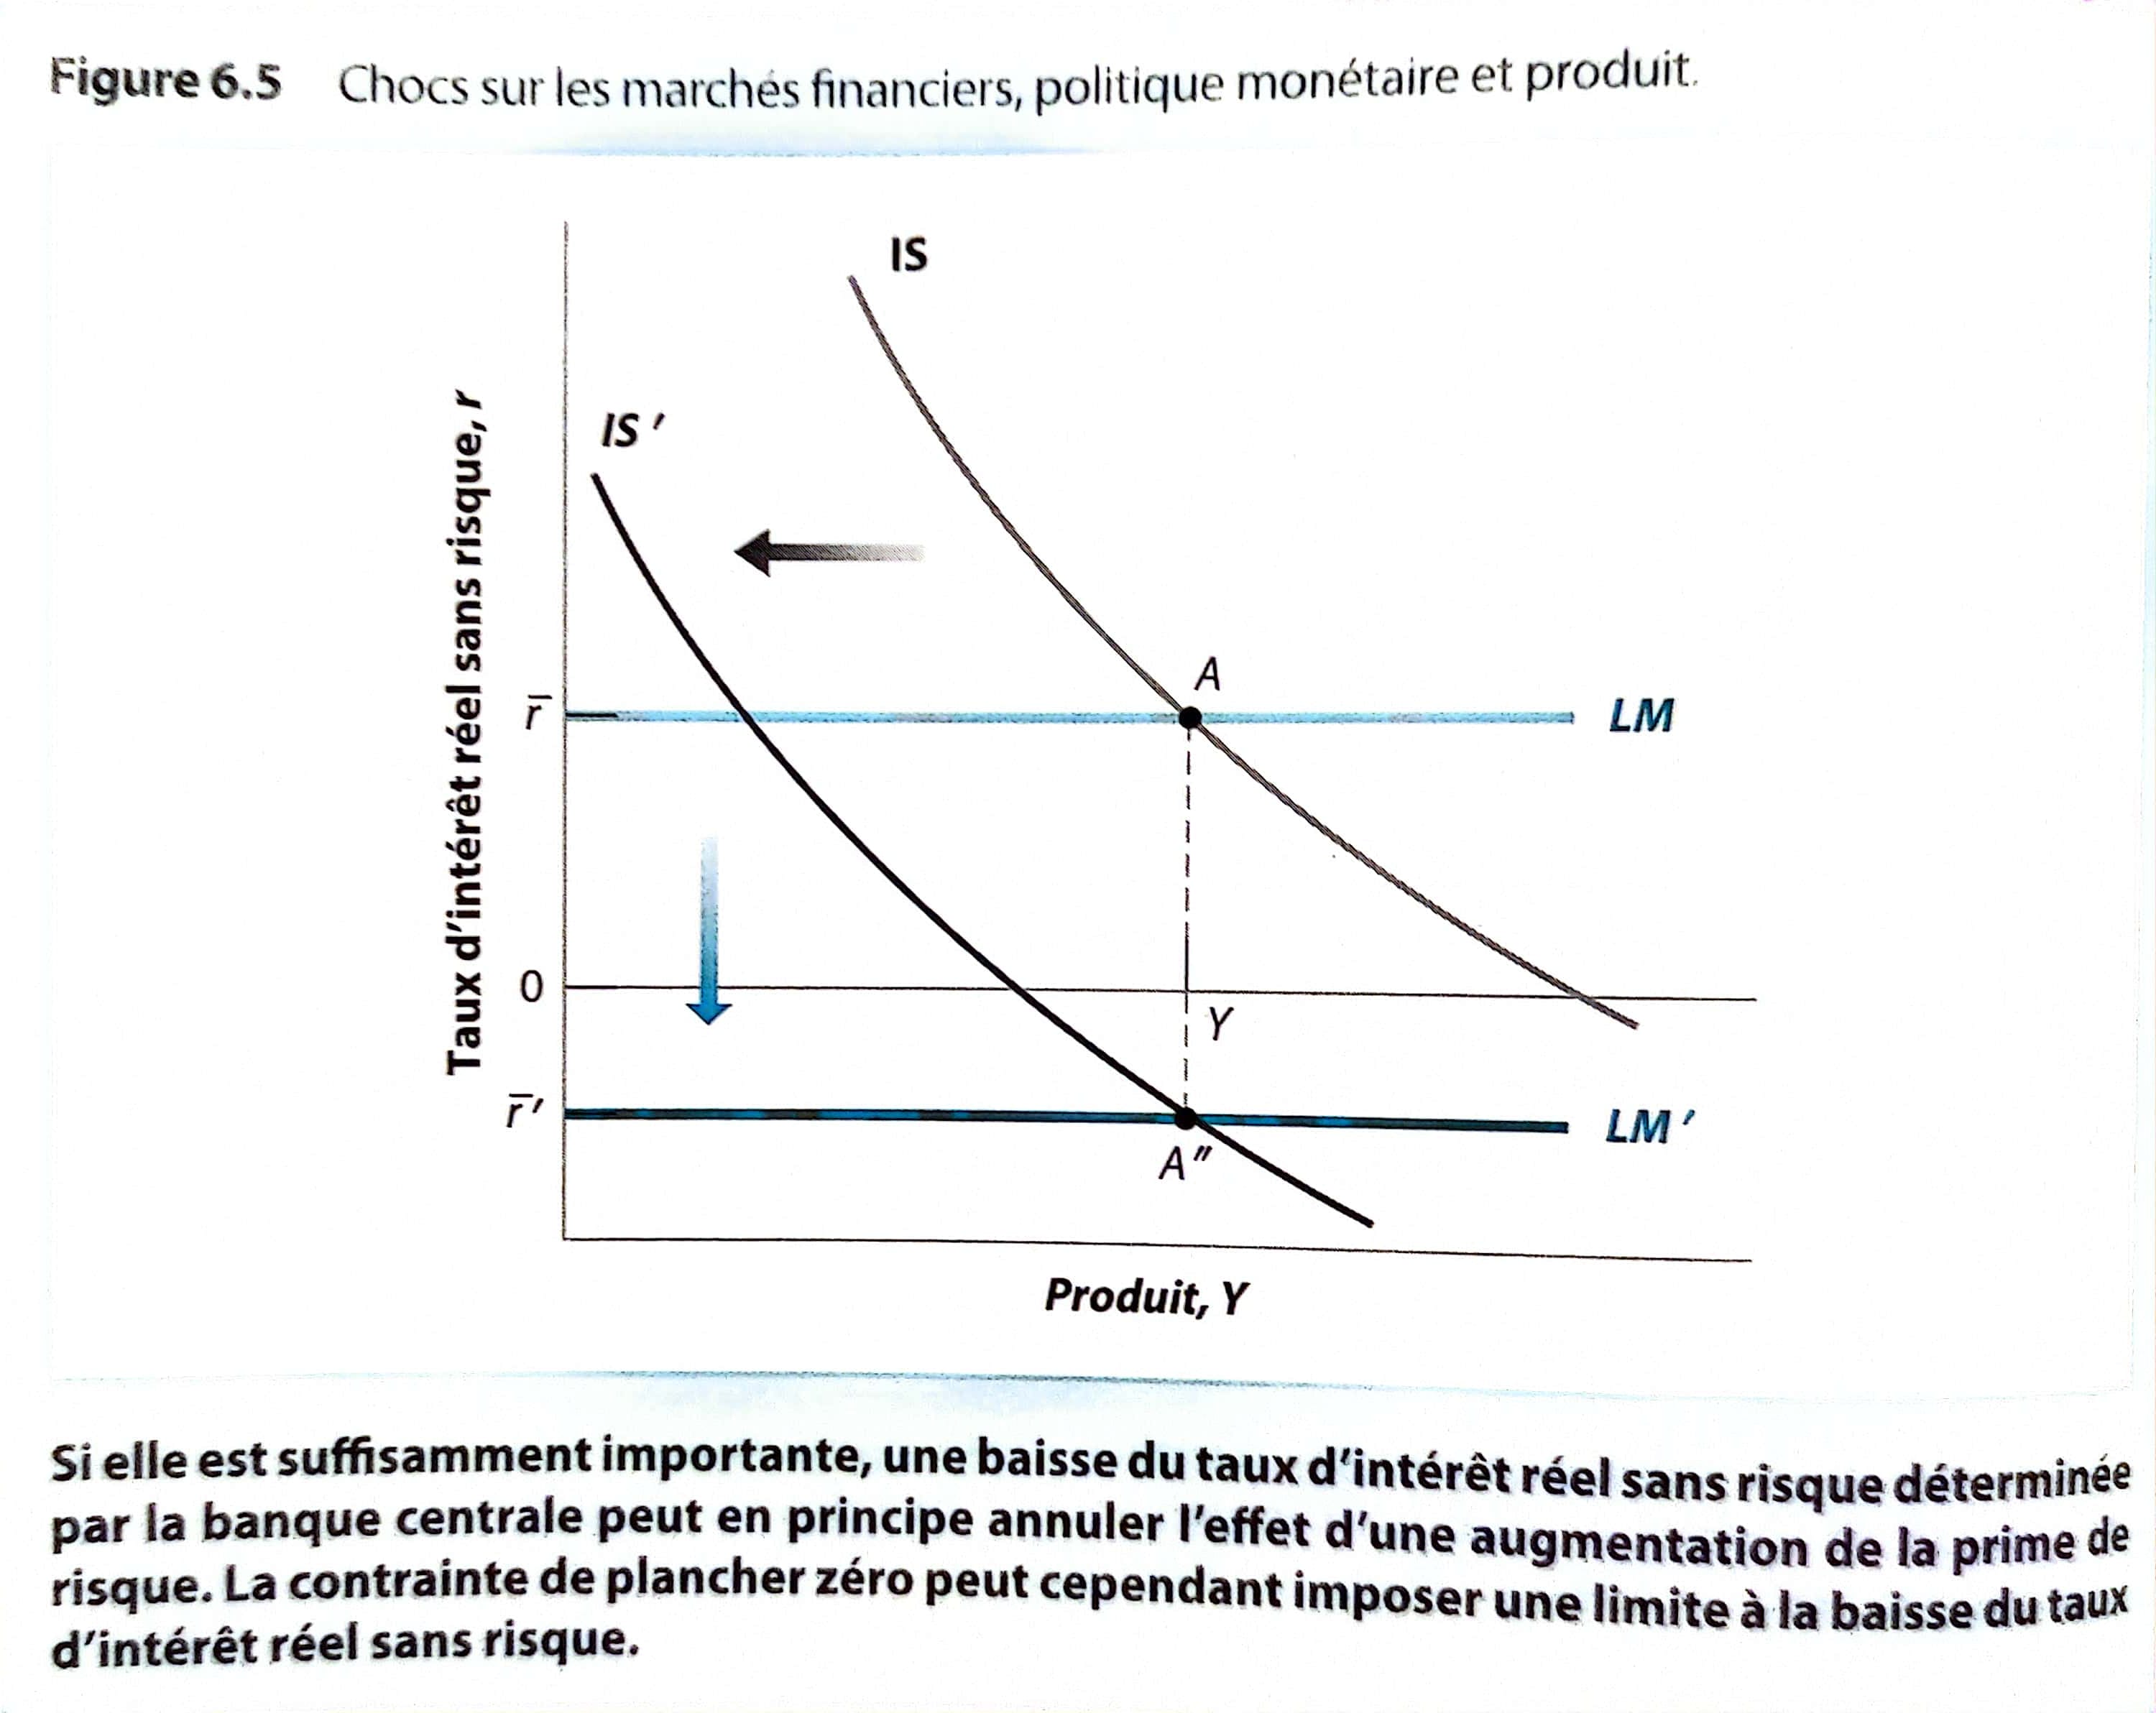 Figure 6.5 Chocs sur les marchés financiers, politique monétaire et produit.
IS
IS′
Taux d'intérêt réel sans risque, r
A
r̅
LM
0
Y
r̅′
LM′
A″
Produit, Y
Si elle est suffisamment importante, une baisse du taux d'intérêt réel sans risque déterminée
par la banque centrale peut en principe annuler l'effet d'une augmentation de la prime de
risque. La contrainte de plancher zéro peut cependant imposer une limite à la baisse du taux
d'intérêt réel sans risque.